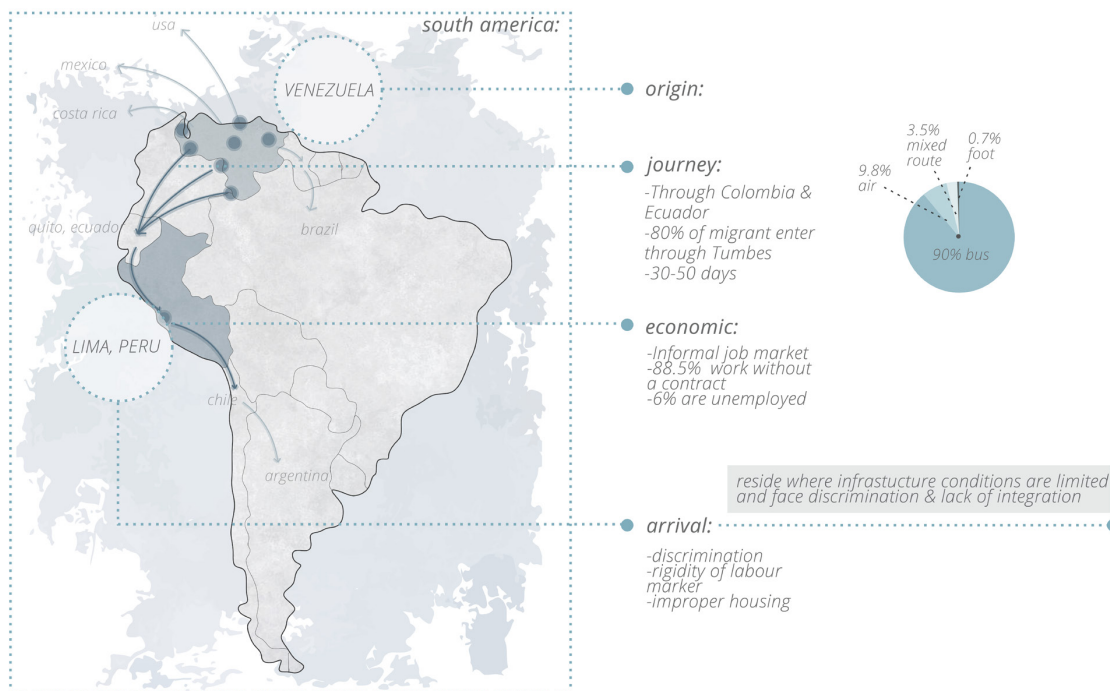 south america:
usa
mexico
costa rica
VENEZUELA
quito, ecuador
brazil
LIMA, PERU
chile
argentina
origin:
journey:
-Through Colombia &
Ecuador
-80% of migrant enter
through Tumbes
-30-50 days
3.5%
mixed
route
0.7%
foot
9.8%
air
90% bus
economic:
-Informal job market
-88.5% work without
a contract
-6% are unemployed
reside where infrastucture conditions are limited
and face discrimination & lack of integration
arrival:
-discrimination
-rigidity of labour
marker
-improper housing